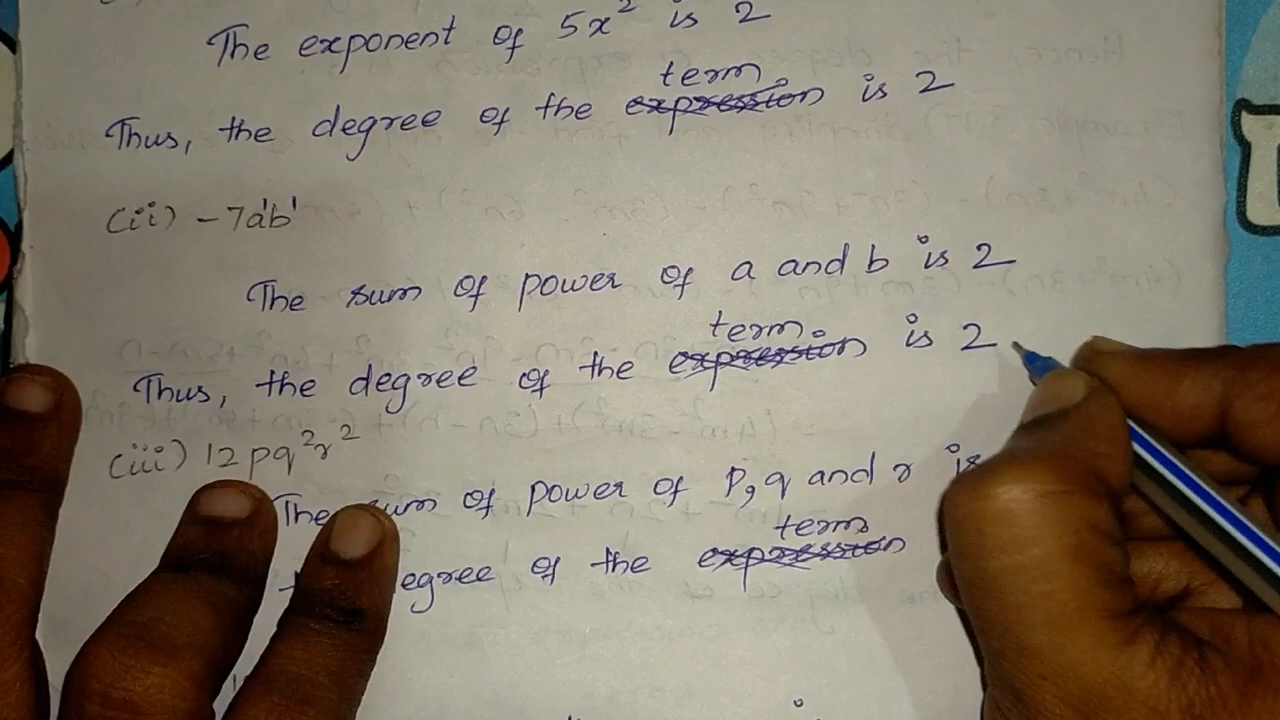 The exponent of 5x² is 2
term.
Thus, the degree of the expression is 2
(ii) -7a¹b¹
The sum of power of a and b is 2
term.
Thus, the degree of the expression is 2
(iii) 12pq²r²
The sum of power of p, q and r is
term
egree of the expression